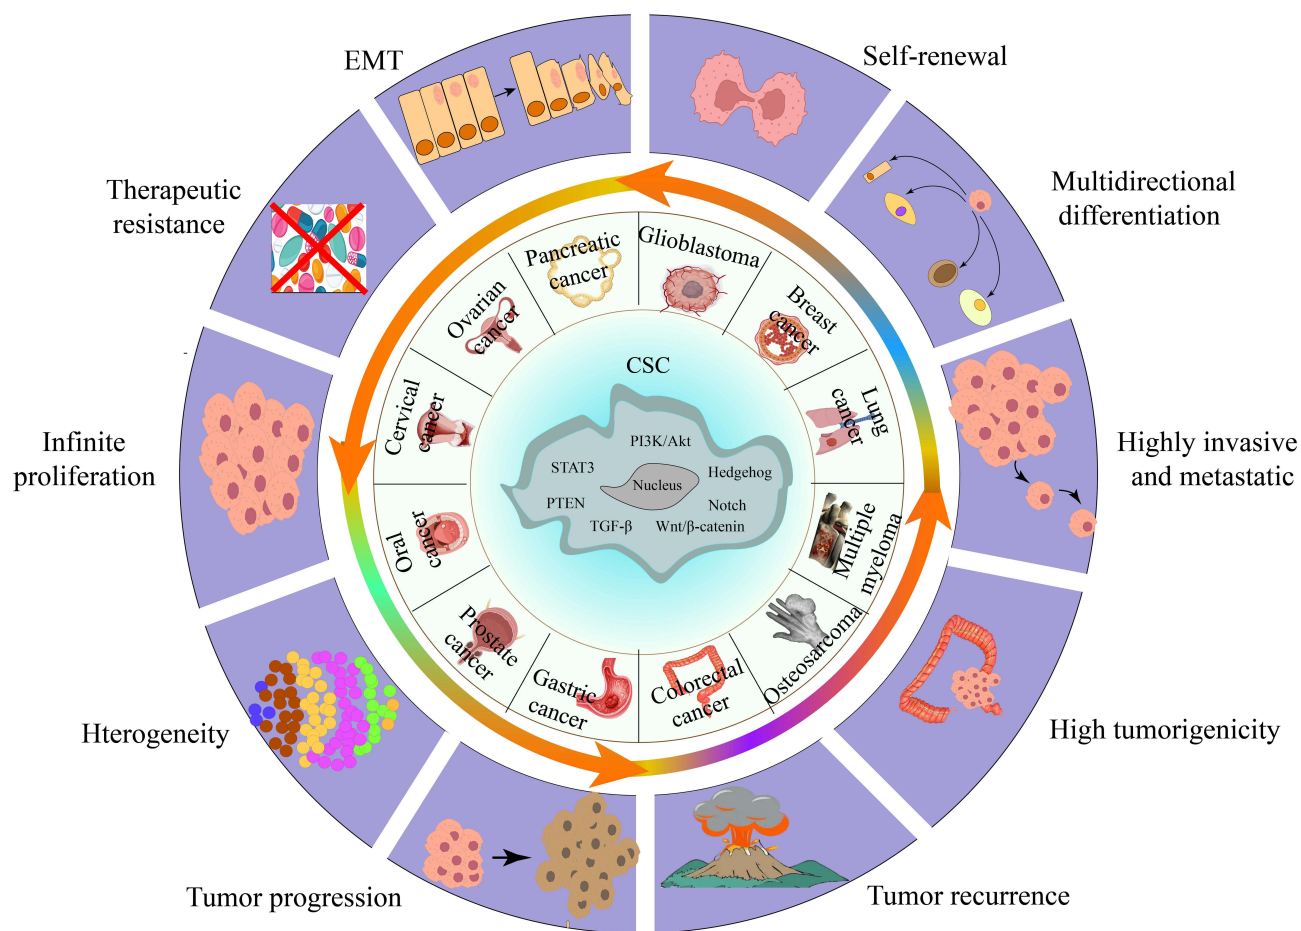 EMT
Self-renewal
Therapeutic
resistance
Multidirectional
differentiation
Infinite
proliferation
Highly invasive
and metastatic
Hterogeneity
High tumorigenicity
Tumor progression
Tumor recurrence
Pancreatic
cancer
Glioblastoma
Breast
cancer
Lung
cancer
Multiple
myeloma
Osteosarcoma
Colorectal
cancer
Gastric
cancer
Prostate
cancer
Oral
cancer
Cervical
cancer
Ovarian
cancer
CSC
PI3K/Akt
STAT3
Hedgehog
Nucleus
PTEN
Notch
TGF-β
Wnt/β-catenin